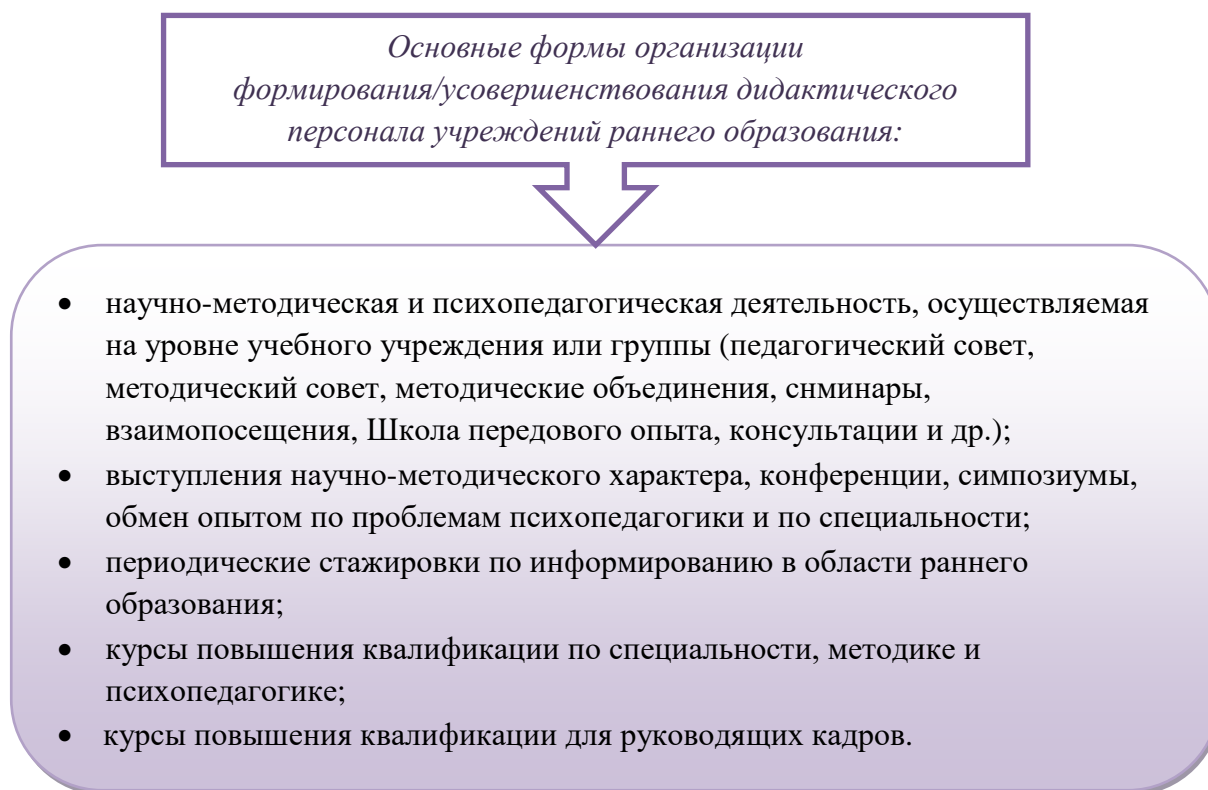 Основные формы организации
формирования/усовершенствования дидактического
персонала учреждений раннего образования:
• научно-методическая и психопедагогическая деятельность, осуществляемая
на уровне учебного учреждения или группы (педагогический совет,
методический совет, методические объединения, снминары,
взаимопосещения, Школа передового опыта, консультации и др.);
• выступления научно-методического характера, конференции, симпозиумы,
обмен опытом по проблемам психопедагогики и по специальности;
• периодические стажировки по информированию в области раннего
образования;
• курсы повышения квалификации по специальности, методике и
психопедагогике;
• курсы повышения квалификации для руководящих кадров.